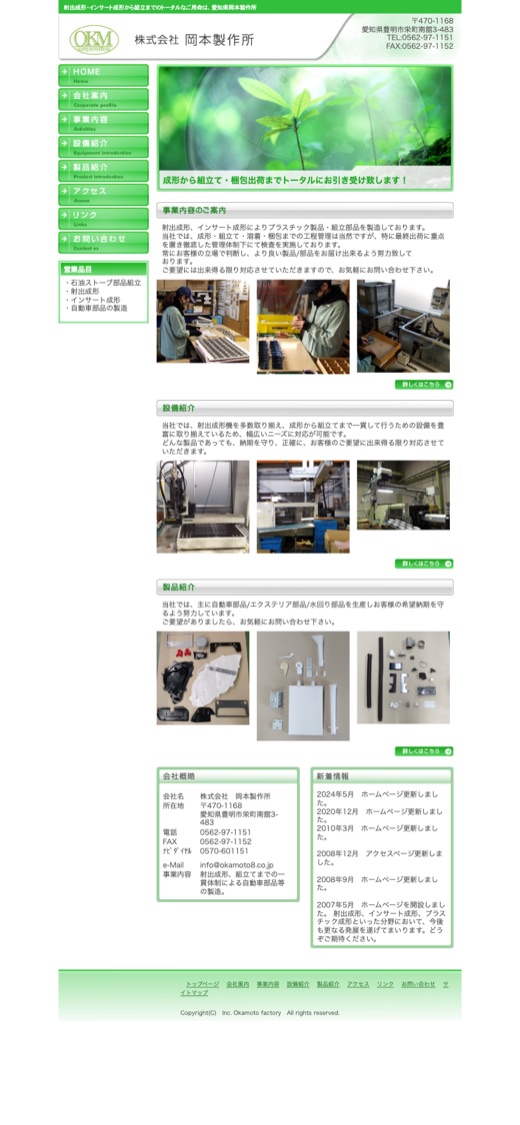 射出成形・インサート成形から組立までのトータルなご用命は、愛知県岡本製作所
OKM
株式会社 岡本製作所
〒470-1168
愛知県豊明市栄町南舘3-483
TEL:0562-97-1151
FAX:0562-97-1152
HOME
Home
会社案内
Corporate profile
事業内容
Activities
設備紹介
Equipment introduction
製品紹介
Product introduction
アクセス
Access
リンク
Links
お問い合わせ
Contact us
営業品目
・石油ストーブ部品組立
・射出成形
・インサート成形
・自動車部品の製造
成形から組立て・梱包出荷までトータルにお引き受け致します！
事業内容のご案内
射出成形、インサート成形によりプラスチック製品・組立部品を製造しております。
当社では、成形・組立て・溶着・梱包までの工程管理は当然ですが、特に最終出荷に重点
を置き徹底した管理体制下にて検査を実施しております。
常にお客様の立場で判断し、より良い製品/部品をお届け出来るよう努力致して
おります。
ご要望には出来得る限り対応させていただきますので、お気軽にお問い合わせ下さい。
詳しくはこちら
設備紹介
当社では、射出成形機を多数取り揃え、成形から組立てまで一貫して行うための設備を豊
富に取り揃えているため、幅広いニーズに対応が可能です。
どんな製品であっても、納期を守り、正確に、お客様のご要望に出来得る限り対応させて
いただきます。
詳しくはこちら
製品紹介
当社では、主に自動車部品/エクステリア部品/水回り部品を生産しお客様の希望納期を守
るよう努力しています。
ご要望がありましたら、お気軽にお問い合わせ下さい。
詳しくはこちら
会社概略
会社名 株式会社　岡本製作所
所在地 〒470-1168
愛知県豊明市栄町南舘3-
483
電話 0562-97-1151
FAX 0562-97-1152
ﾅﾋﾞﾀﾞｲﾔﾙ 0570-601151
e-Mail info@okamoto8.co.jp
事業内容 射出成形、組立てまでの一
貫体制による自動車部品等
の製造。
新着情報
2024年5月　ホームページ更新しまし
た。
2020年12月　ホームページ更新しまし
た。
2010年3月　ホームページ更新しまし
た。
2008年12月　アクセスページ更新しま
した。
2008年9月　ホームページ更新しまし
た。
2007年5月　ホームページを開設しまし
た。 射出成形、インサート成形、プラス
チック成形といった分野において、今後
も更なる発展を遂げてまいります。どう
ぞご期待ください。
トップページ 会社案内 事業内容 設備紹介 製品紹介 アクセス リンク お問い合わせ サ
イトマップ
Copyright(C)　Inc. Okamoto factory　All rights reserved.